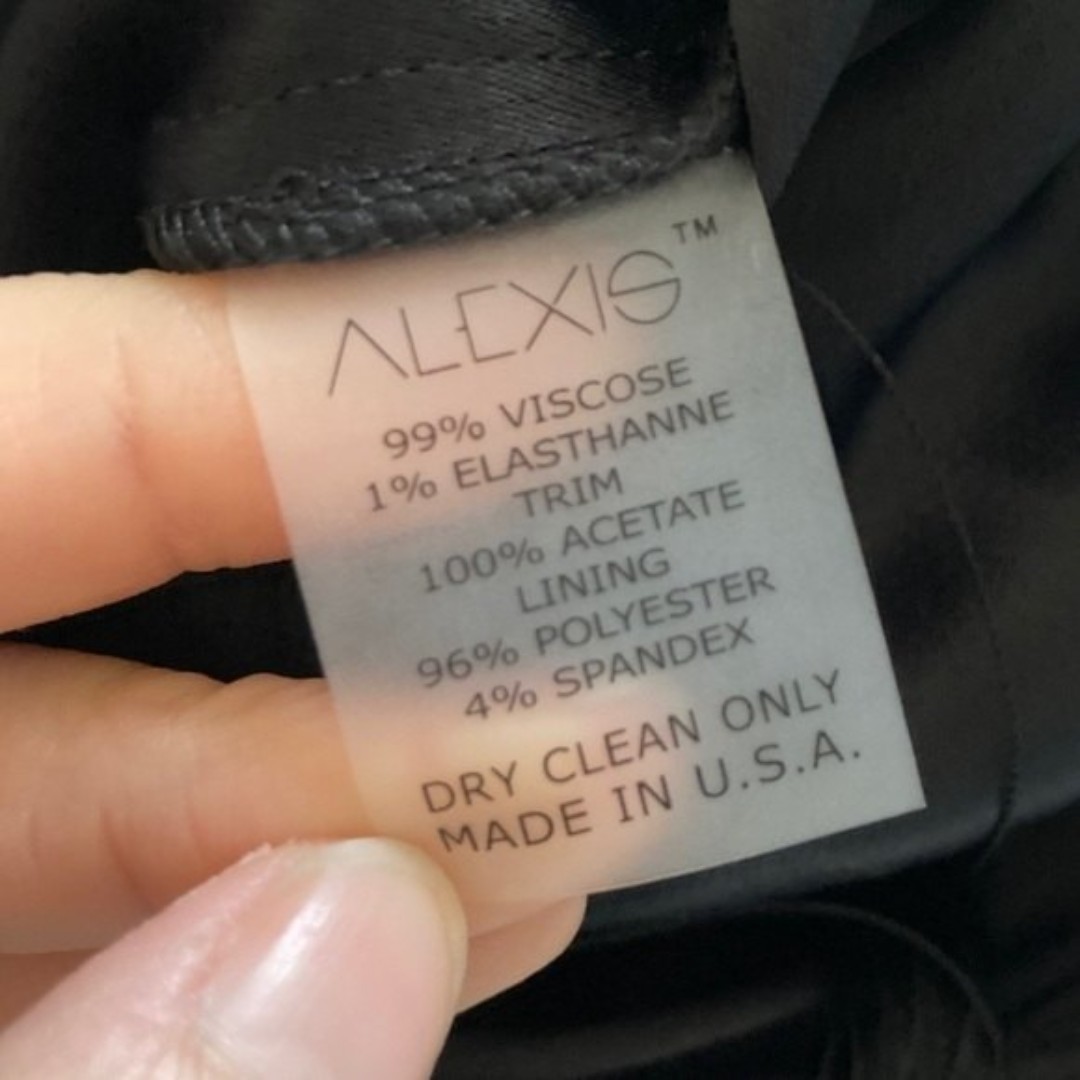 ALEXIS™
99% VISCOSE
1% ELASTHANNE
TRIM
100% ACETATE
LINING
96% POLYESTER
4% SPANDEX
DRY CLEAN ONLY
MADE IN U.S.A.